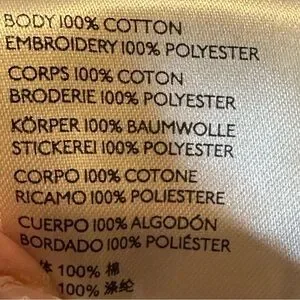 BODY 100% COTTON
EMBROIDERY 100% POLYESTER
CORPS 100% COTON
BRODERIE 100% POLYESTER
KÖRPER 100% BAUMWOLLE
STICKEREI 100% POLYESTER
CORPO 100% COTONE
RICAMO 100% POLIESTERE
CUERPO 100% ALGODÓN
BORDADO 100% POLIÉSTER
体 100% 棉
100% 涤纶